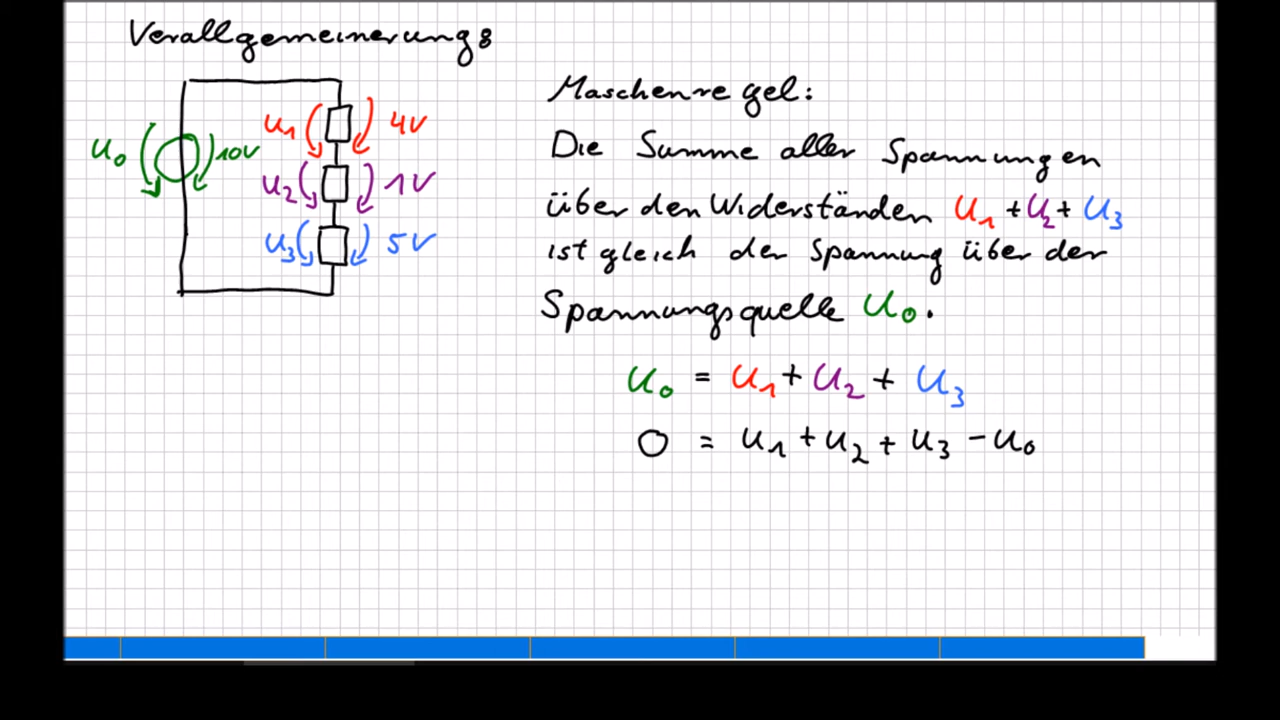 Verallgemeinerung:
Maschenregel:
Die Summe aller Spannungen
über den Widerständen U₁ + U₂ + U₃
ist gleich der Spannung über der
Spannungsquelle U₀.
U₀ = U₁ + U₂ + U₃
0 = U₁ + U₂ + U₃ - U₀
U₀ 10V
U₁ 4V
U₂ 1V
U₃ 5V